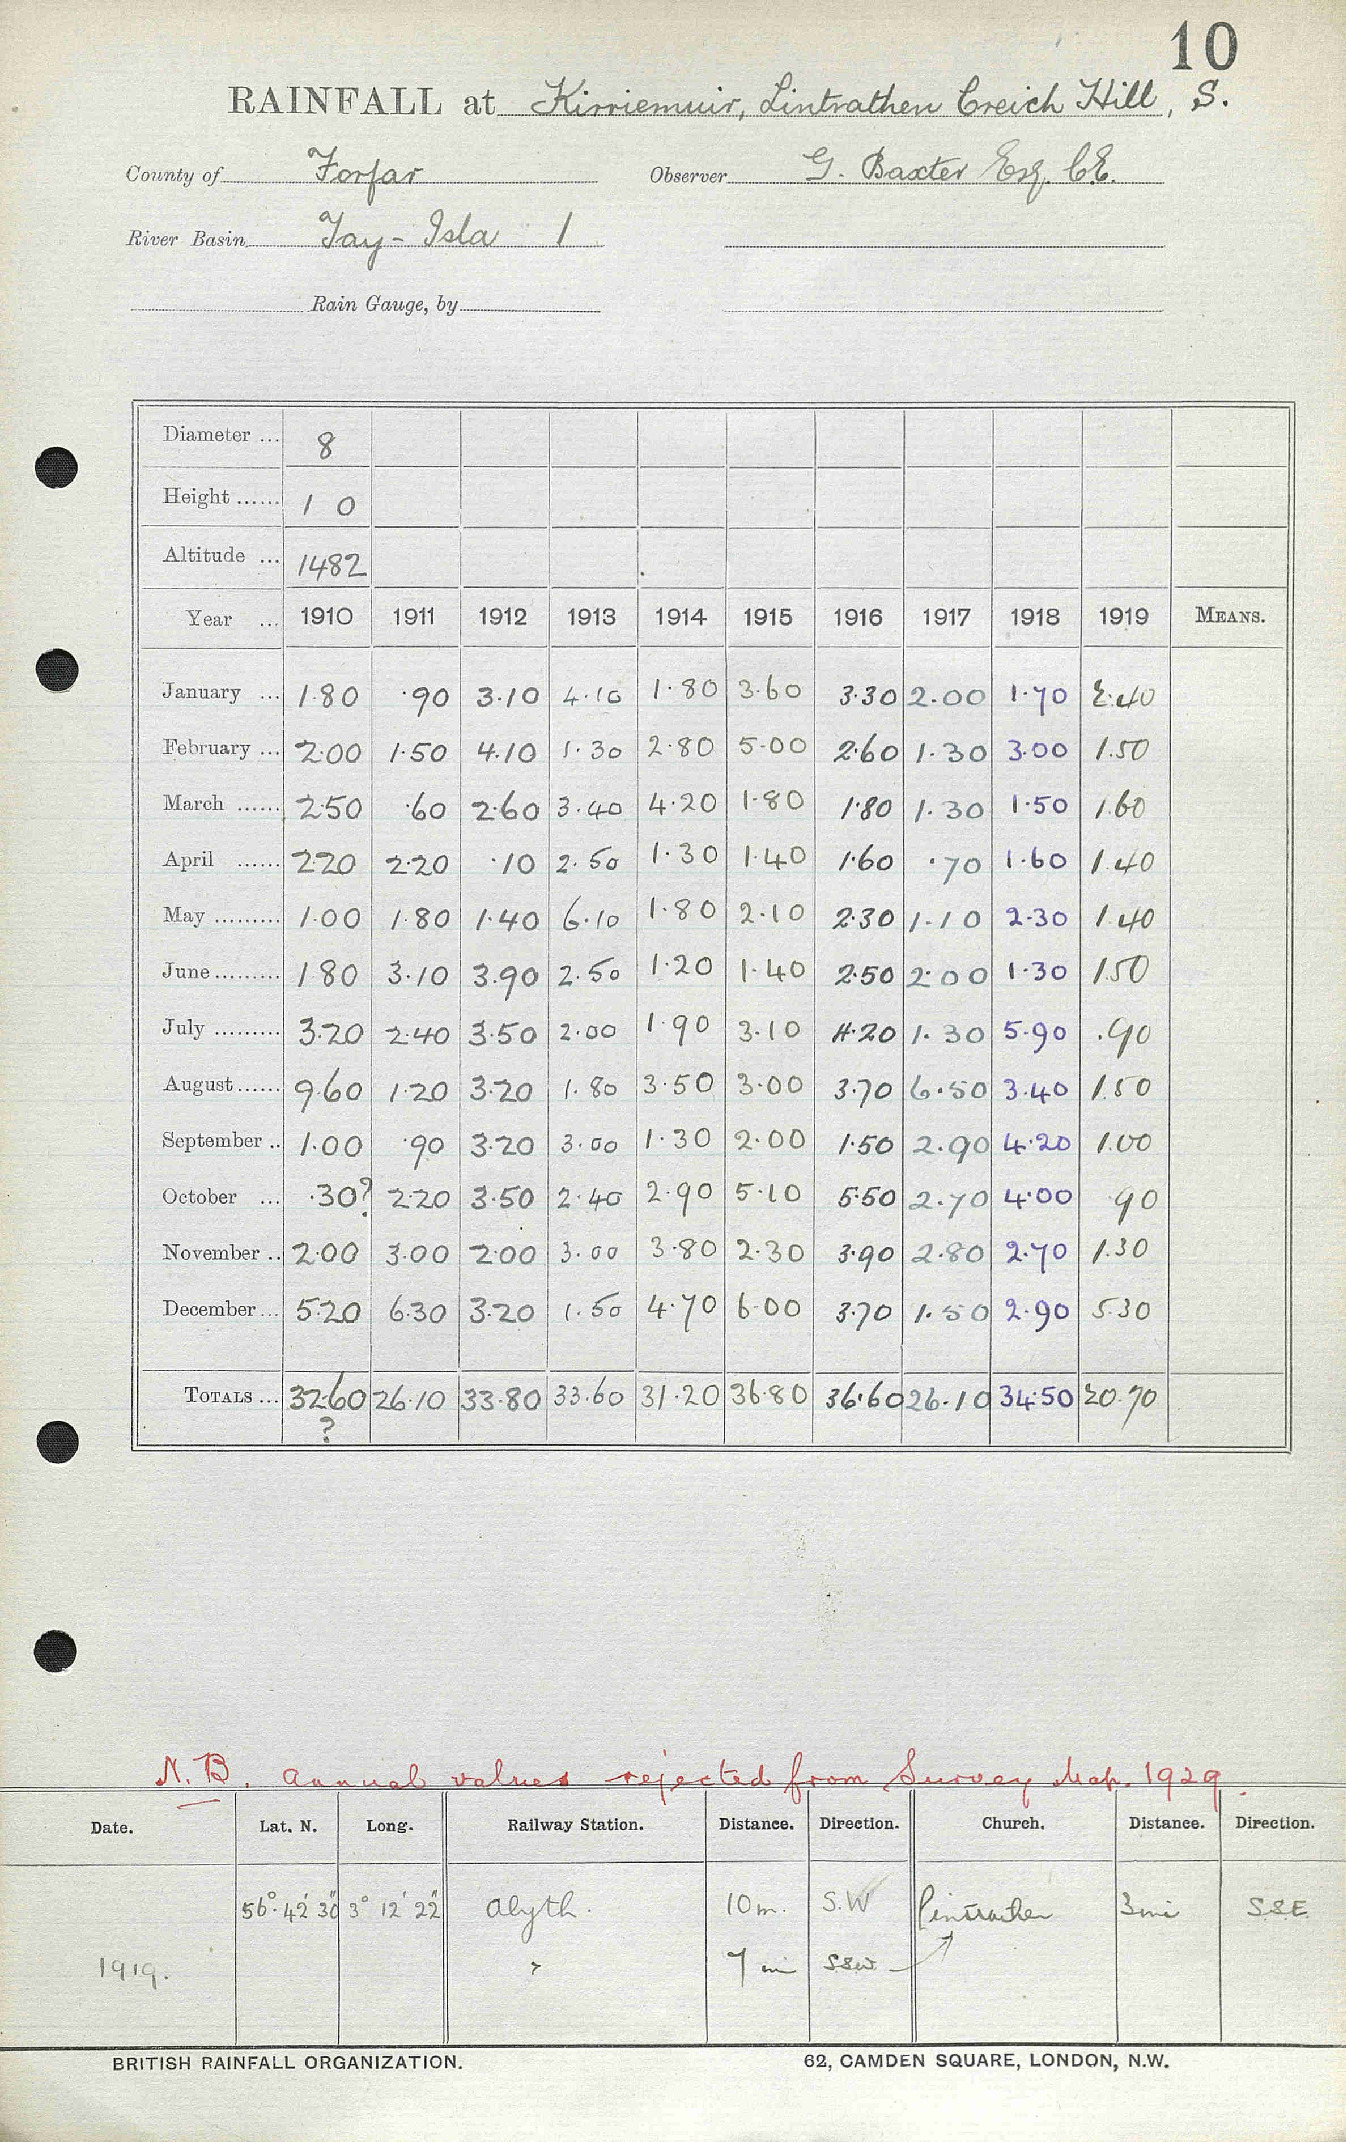 10
RAINFALL at Kirriemuir, Lintrathen Creich Hill, S.
County of Forfar Observer G. Baxter Esq. C.E.
River Basin Tay - Isla 1
Rain Gauge, by
Diameter ... 8
Height ...... 1 0
Altitude ... 1482
Year ... 1910 1911 1912 1913 1914 1915 1916 1917 1918 1919 MEANS.
January ... 1.80 .90 3.10 4.10 1.80 3.60 3.30 2.00 1.70 2.40
February ... 2.00 1.50 4.10 1.30 2.80 5.00 2.60 1.30 3.00 1.50
March ...... 2.50 .60 2.60 3.40 4.20 1.80 1.80 1.30 1.50 1.60
April ...... 2.20 2.20 .10 2.50 1.30 1.40 1.60 .70 1.60 1.40
May ......... 1.00 1.80 1.40 6.10 1.80 2.10 2.30 1.10 2.30 1.40
June ......... 1.80 3.10 3.90 2.50 1.20 1.40 2.50 2.00 1.30 1.50
July ......... 3.20 2.40 3.50 2.00 1.90 3.10 4.20 1.30 5.90 .90
August ...... 9.60 1.20 3.20 1.80 3.50 3.00 3.70 6.50 3.40 1.50
September .. 1.00 .90 3.20 3.00 1.30 2.00 1.50 2.90 4.20 1.00
October ... .30? 2.20 3.50 2.40 2.90 5.10 5.50 2.70 4.00 .90
November .. 2.00 3.00 2.00 3.00 3.80 2.30 3.90 2.80 2.70 1.30
December ... 5.20 6.30 3.20 1.50 4.70 6.00 3.70 1.50 2.90 5.30
TOTALS ... 32.60 26.10 33.80 33.60 31.20 36.80 36.60 26.10 34.50 20.70
?
N.B. Annual values rejected from Survey Map. 1929.
Date. Lat. N. Long. Railway Station. Distance. Direction. Church. Distance. Direction.
56° 42' 30" 3° 12' 22" Alyth. 10 m. S.W Lintrathen 3 mi SSE
1919. " 7 mi SSW
BRITISH RAINFALL ORGANIZATION. 62, CAMDEN SQUARE, LONDON, N.W.